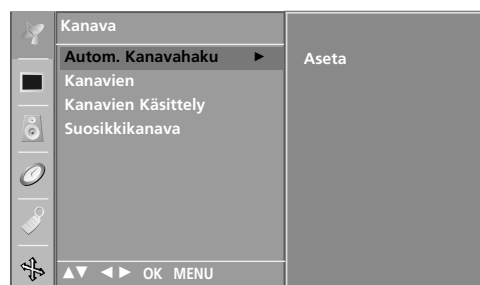 Kanava
Autom. Kanavahaku ►
Aseta
Kanavien
Kanavien Käsittely
Suosikkikanava
▲▼ ◄► OK MENU